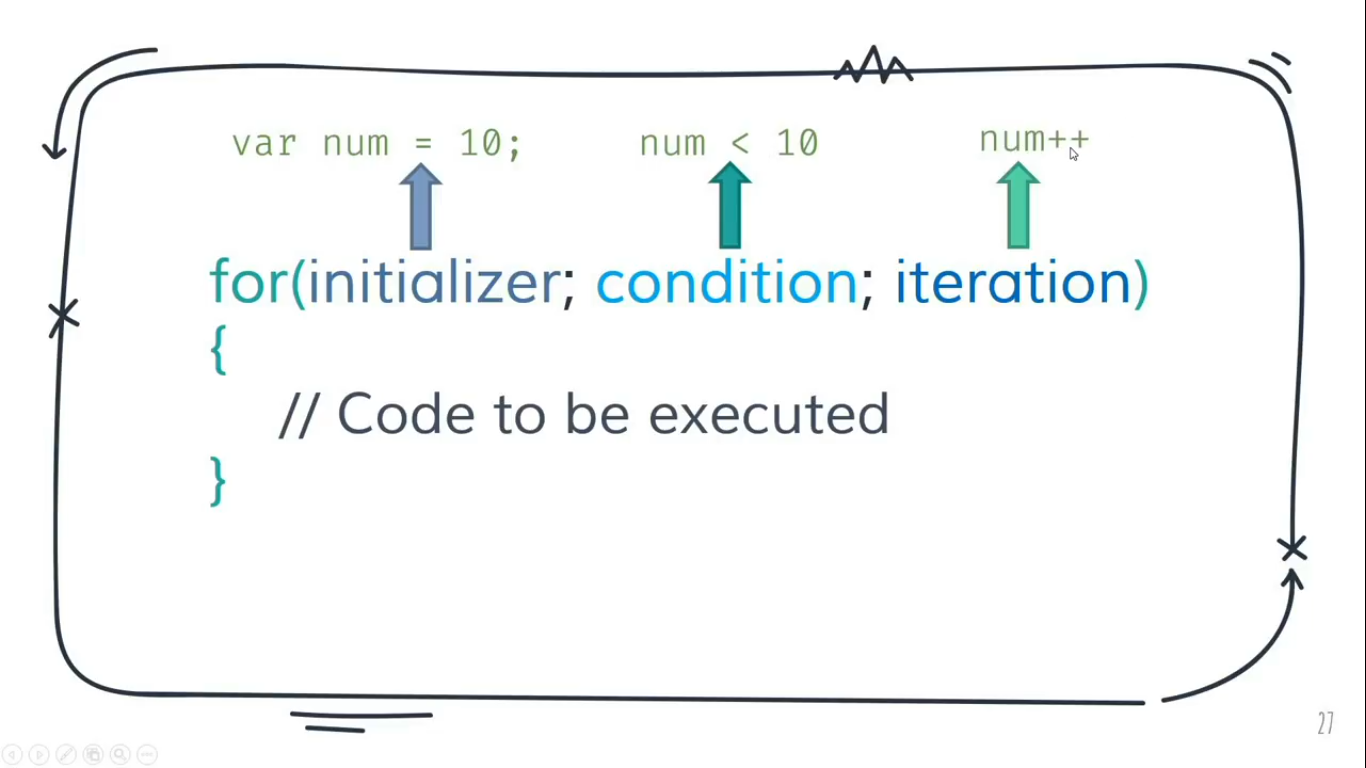 var num = 10; num < 10 num++
for(initializer; condition; iteration)
{
// Code to be executed
}
27